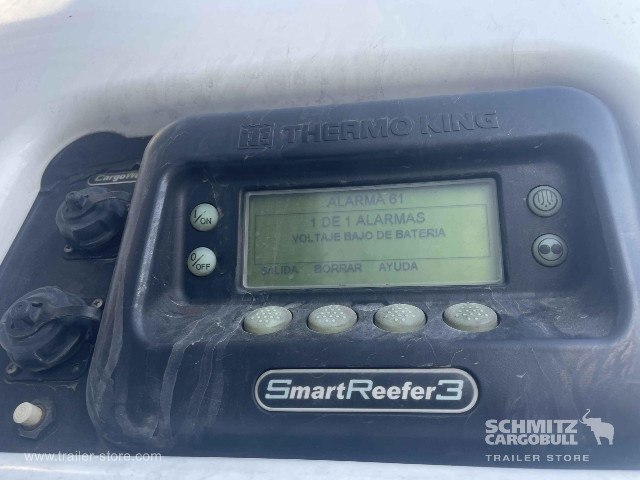 THERMO KING
CargoWa
I/ON
O/OFF
ALARMA 61
1 DE 1 ALARMAS
VOLTAJE BAJO DE BATERIA
SALIDA BORRAR AYUDA
SmartReefer3
SCHMITZ
CARGOBULL
TRAILER STORE
www.trailer-store.com